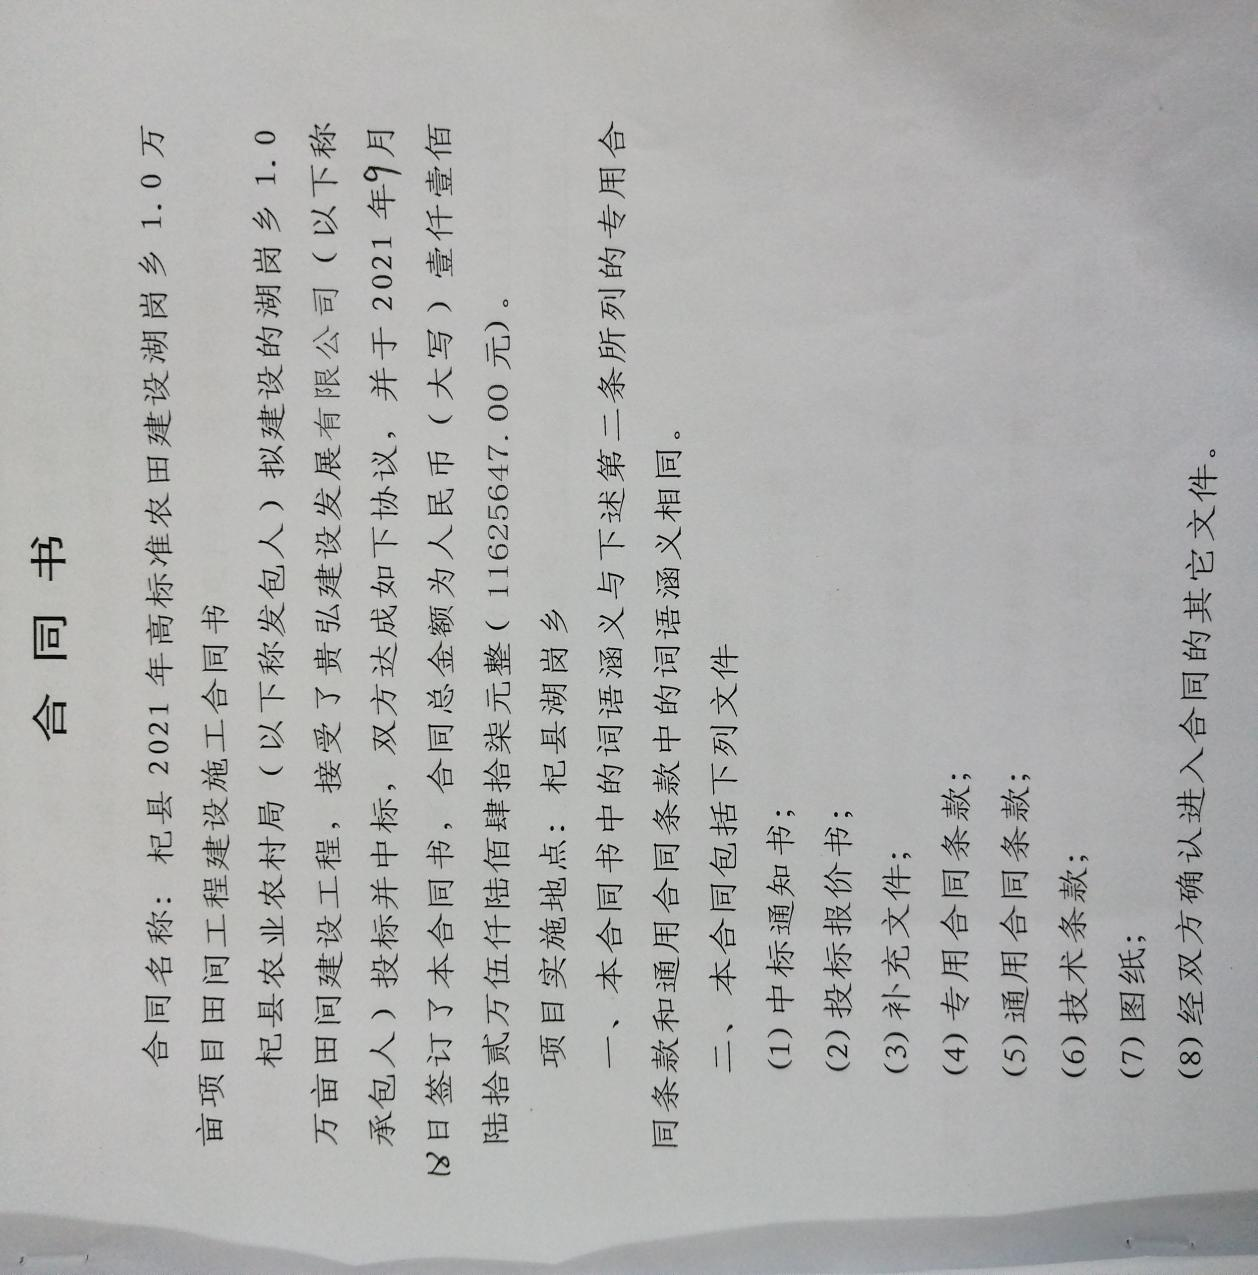 合同书
合同名称：杞县 2021 年高标准农田建设湖岗乡 1.0 万
亩项目田间工程建设施工合同书
杞县农业农村局（以下称发包人）拟建设的湖岗乡 1.0
万亩田间建设工程，接受了贵弘建设发展有限公司（以下称
承包人）投标并中标，双方达成如下协议，并于 2021 年9月
18日签订了本合同书，合同总金额为人民币（大写）壹仟壹佰
陆拾贰万伍仟陆佰肆拾柒元整（ 11625647.00 元）。
项目实施地点：杞县湖岗乡
一、本合同书中的词语涵义与下述第二条所列的专用合
同条款和通用合同条款中的词语涵义相同。
二、本合同包括下列文件
(1) 中标通知书；
(2) 投标报价书；
(3) 补充文件；
(4) 专用合同条款；
(5) 通用合同条款；
(6) 技术条款；
(7) 图纸；
(8) 经双方确认进入合同的其它文件。